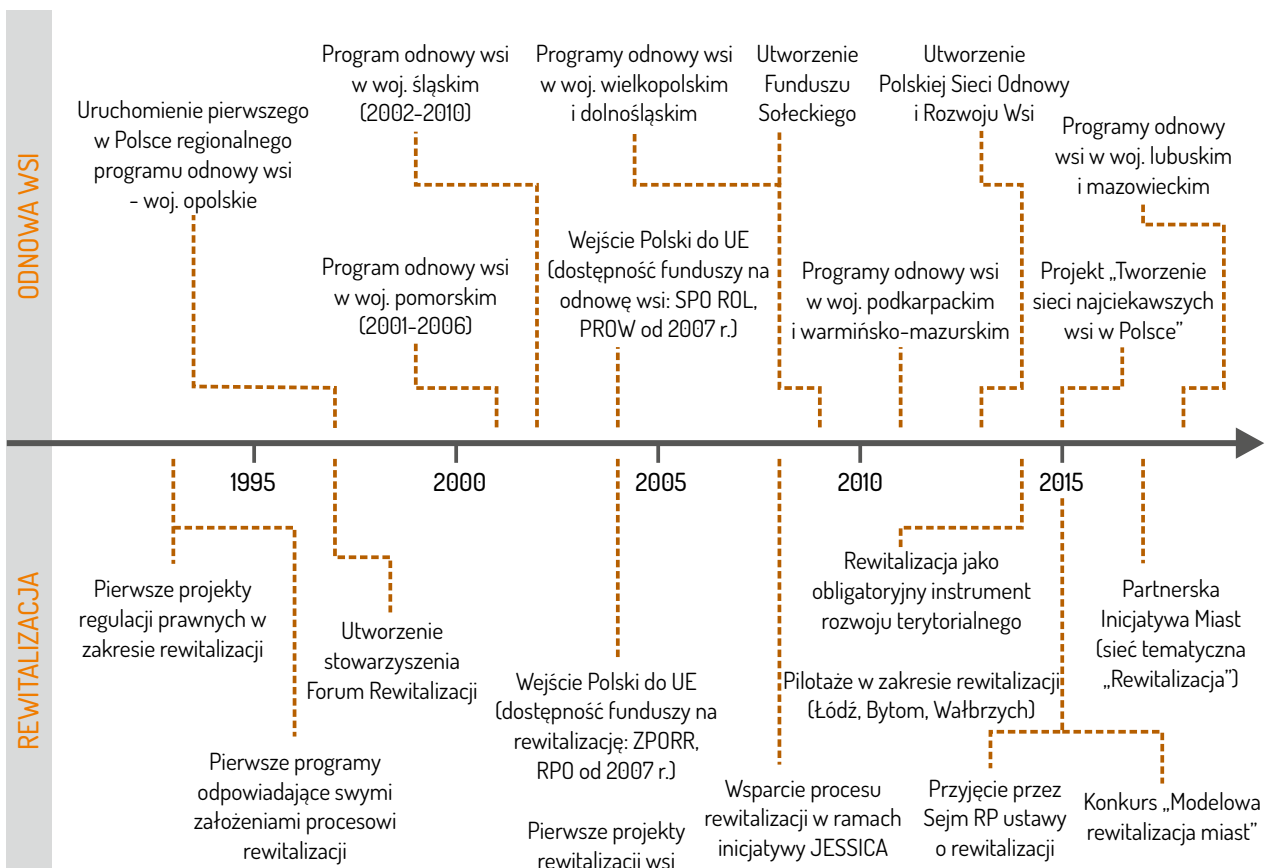 ODNOWA WSI
Uruchomienie pierwszego
w Polsce regionalnego
programu odnowy wsi
- woj. opolskie
Program odnowy wsi
w woj. śląskim
(2002-2010)
Program odnowy wsi
w woj. pomorskim
(2001-2006)
Programy odnowy wsi
w woj. wielkopolskim
i dolnośląskim
Wejście Polski do UE
(dostępność funduszy na
odnowę wsi: SPO ROL,
PROW od 2007 r.)
Utworzenie
Funduszu
Sołeckiego
Programy odnowy wsi
w woj. podkarpackim
i warmińsko-mazurskim
Utworzenie
Polskiej Sieci Odnowy
i Rozwoju Wsi
Projekt „Tworzenie
sieci najciekawszych
wsi w Polsce”
Programy odnowy
wsi w woj. lubuskim
i mazowieckim
1995
2000
2005
2010
2015
REWITALIZACJA
Pierwsze projekty
regulacji prawnych w
zakresie rewitalizacji
Pierwsze programy
odpowiadające swymi
założeniami procesowi
rewitalizacji
Utworzenie
stowarzyszenia
Forum Rewitalizacji
Wejście Polski do UE
(dostępność funduszy na
rewitalizację: ZPORR,
RPO od 2007 r.)
Pierwsze projekty
rewitalizacji wsi
Wsparcie procesu
rewitalizacji w ramach
inicjatywy JESSICA
Rewitalizacja jako
obligatoryjny instrument
rozwoju terytorialnego
Pilotaże w zakresie rewitalizacji
(Łódź, Bytom, Wałbrzych)
Przyjęcie przez
Sejm RP ustawy
o rewitalizacji
Konkurs „Modelowa
rewitalizacja miast”
Partnerska
Inicjatywa Miast
(sieć tematyczna
„Rewitalizacja”)